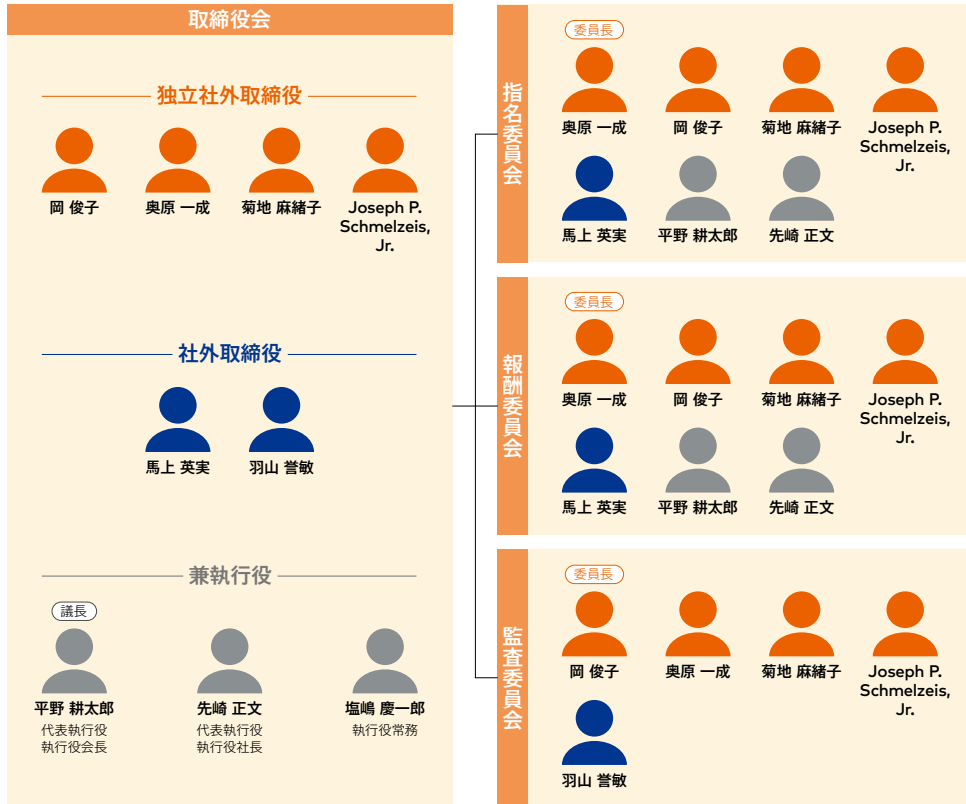 取締役会
独立社外取締役
岡 俊子
奥原 一成
菊地 麻緒子
Joseph P.
Schmelzeis,
Jr.
社外取締役
馬上 英実
羽山 誉敏
兼執行役
議長
平野 耕太郎
代表執行役
執行役会長
先崎 正文
代表執行役
執行役社長
塩嶋 慶一郎
執行役常務
指名委員会
委員長
奥原 一成
岡 俊子
菊地 麻緒子
Joseph P.
Schmelzeis,
Jr.
馬上 英実
平野 耕太郎
先崎 正文
報酬委員会
委員長
奥原 一成
岡 俊子
菊地 麻緒子
Joseph P.
Schmelzeis,
Jr.
馬上 英実
平野 耕太郎
先崎 正文
監査委員会
委員長
岡 俊子
奥原 一成
菊地 麻緒子
Joseph P.
Schmelzeis,
Jr.
羽山 誉敏